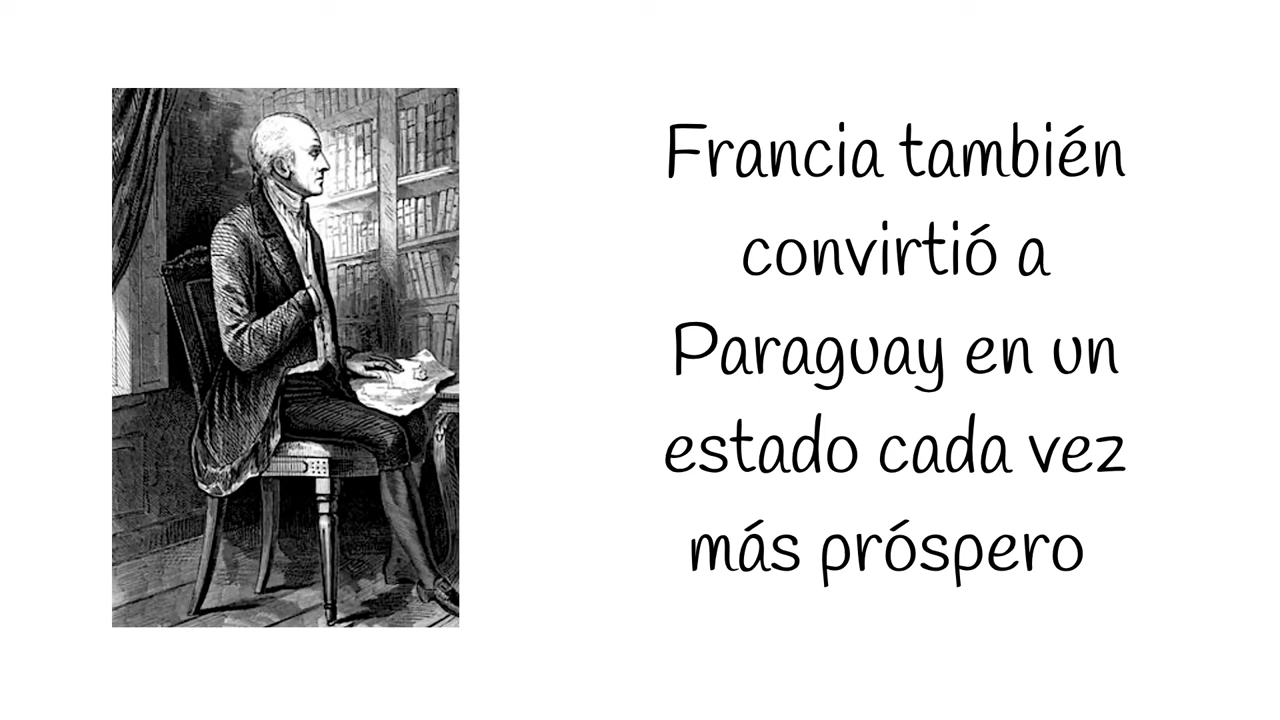 Francia también
convirtió a
Paraguay en un
estado cada vez
más próspero